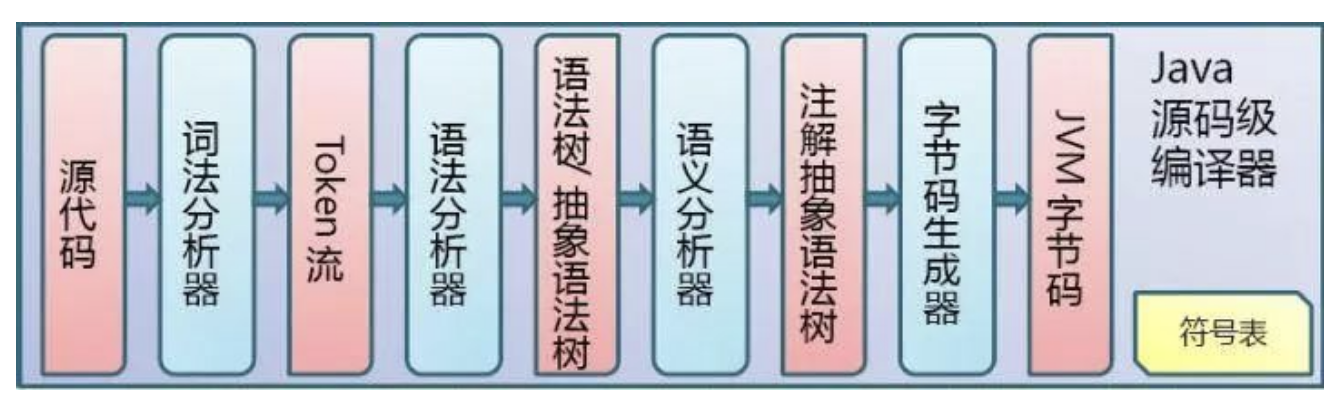 源代码
词法分析器
Token 流
语法分析器
语法树/ 抽象语法树
语义分析器
注解抽象语法树
字节码生成器
JVM 字节码
Java
源码级
编译器
符号表